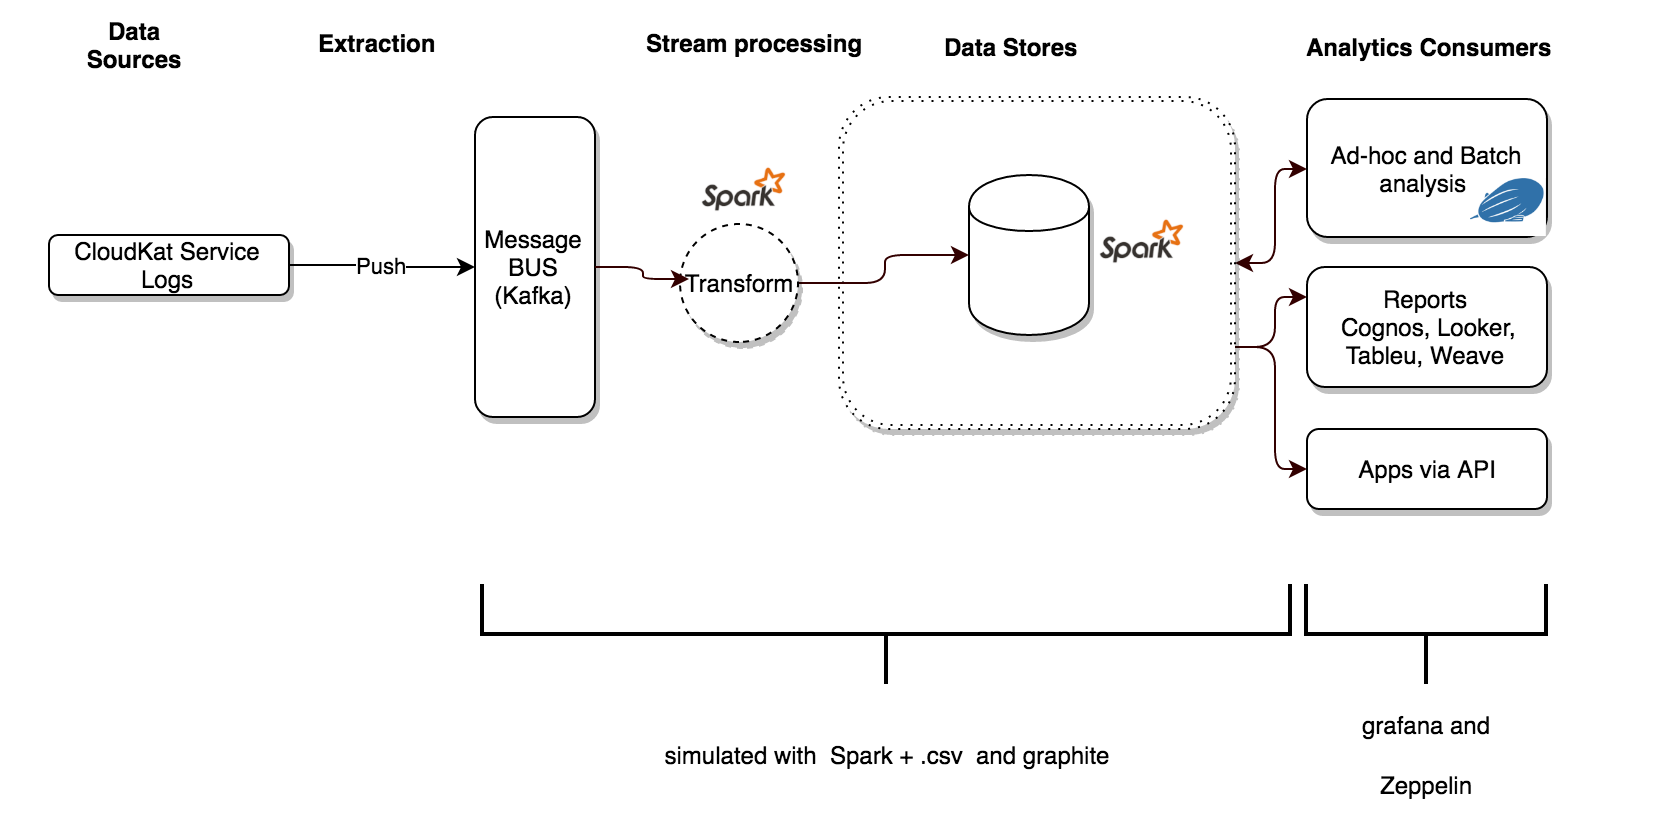 Data
Sources
Extraction
Stream processing
Data Stores
Analytics Consumers
CloudKat Service
Logs
Push
Message
BUS
(Kafka)
Spark
Transform
Spark
Ad-hoc and Batch
analysis
Reports
Cognos, Looker,
Tableu, Weave
Apps via API
simulated with  Spark + .csv  and graphite
grafana and
Zeppelin